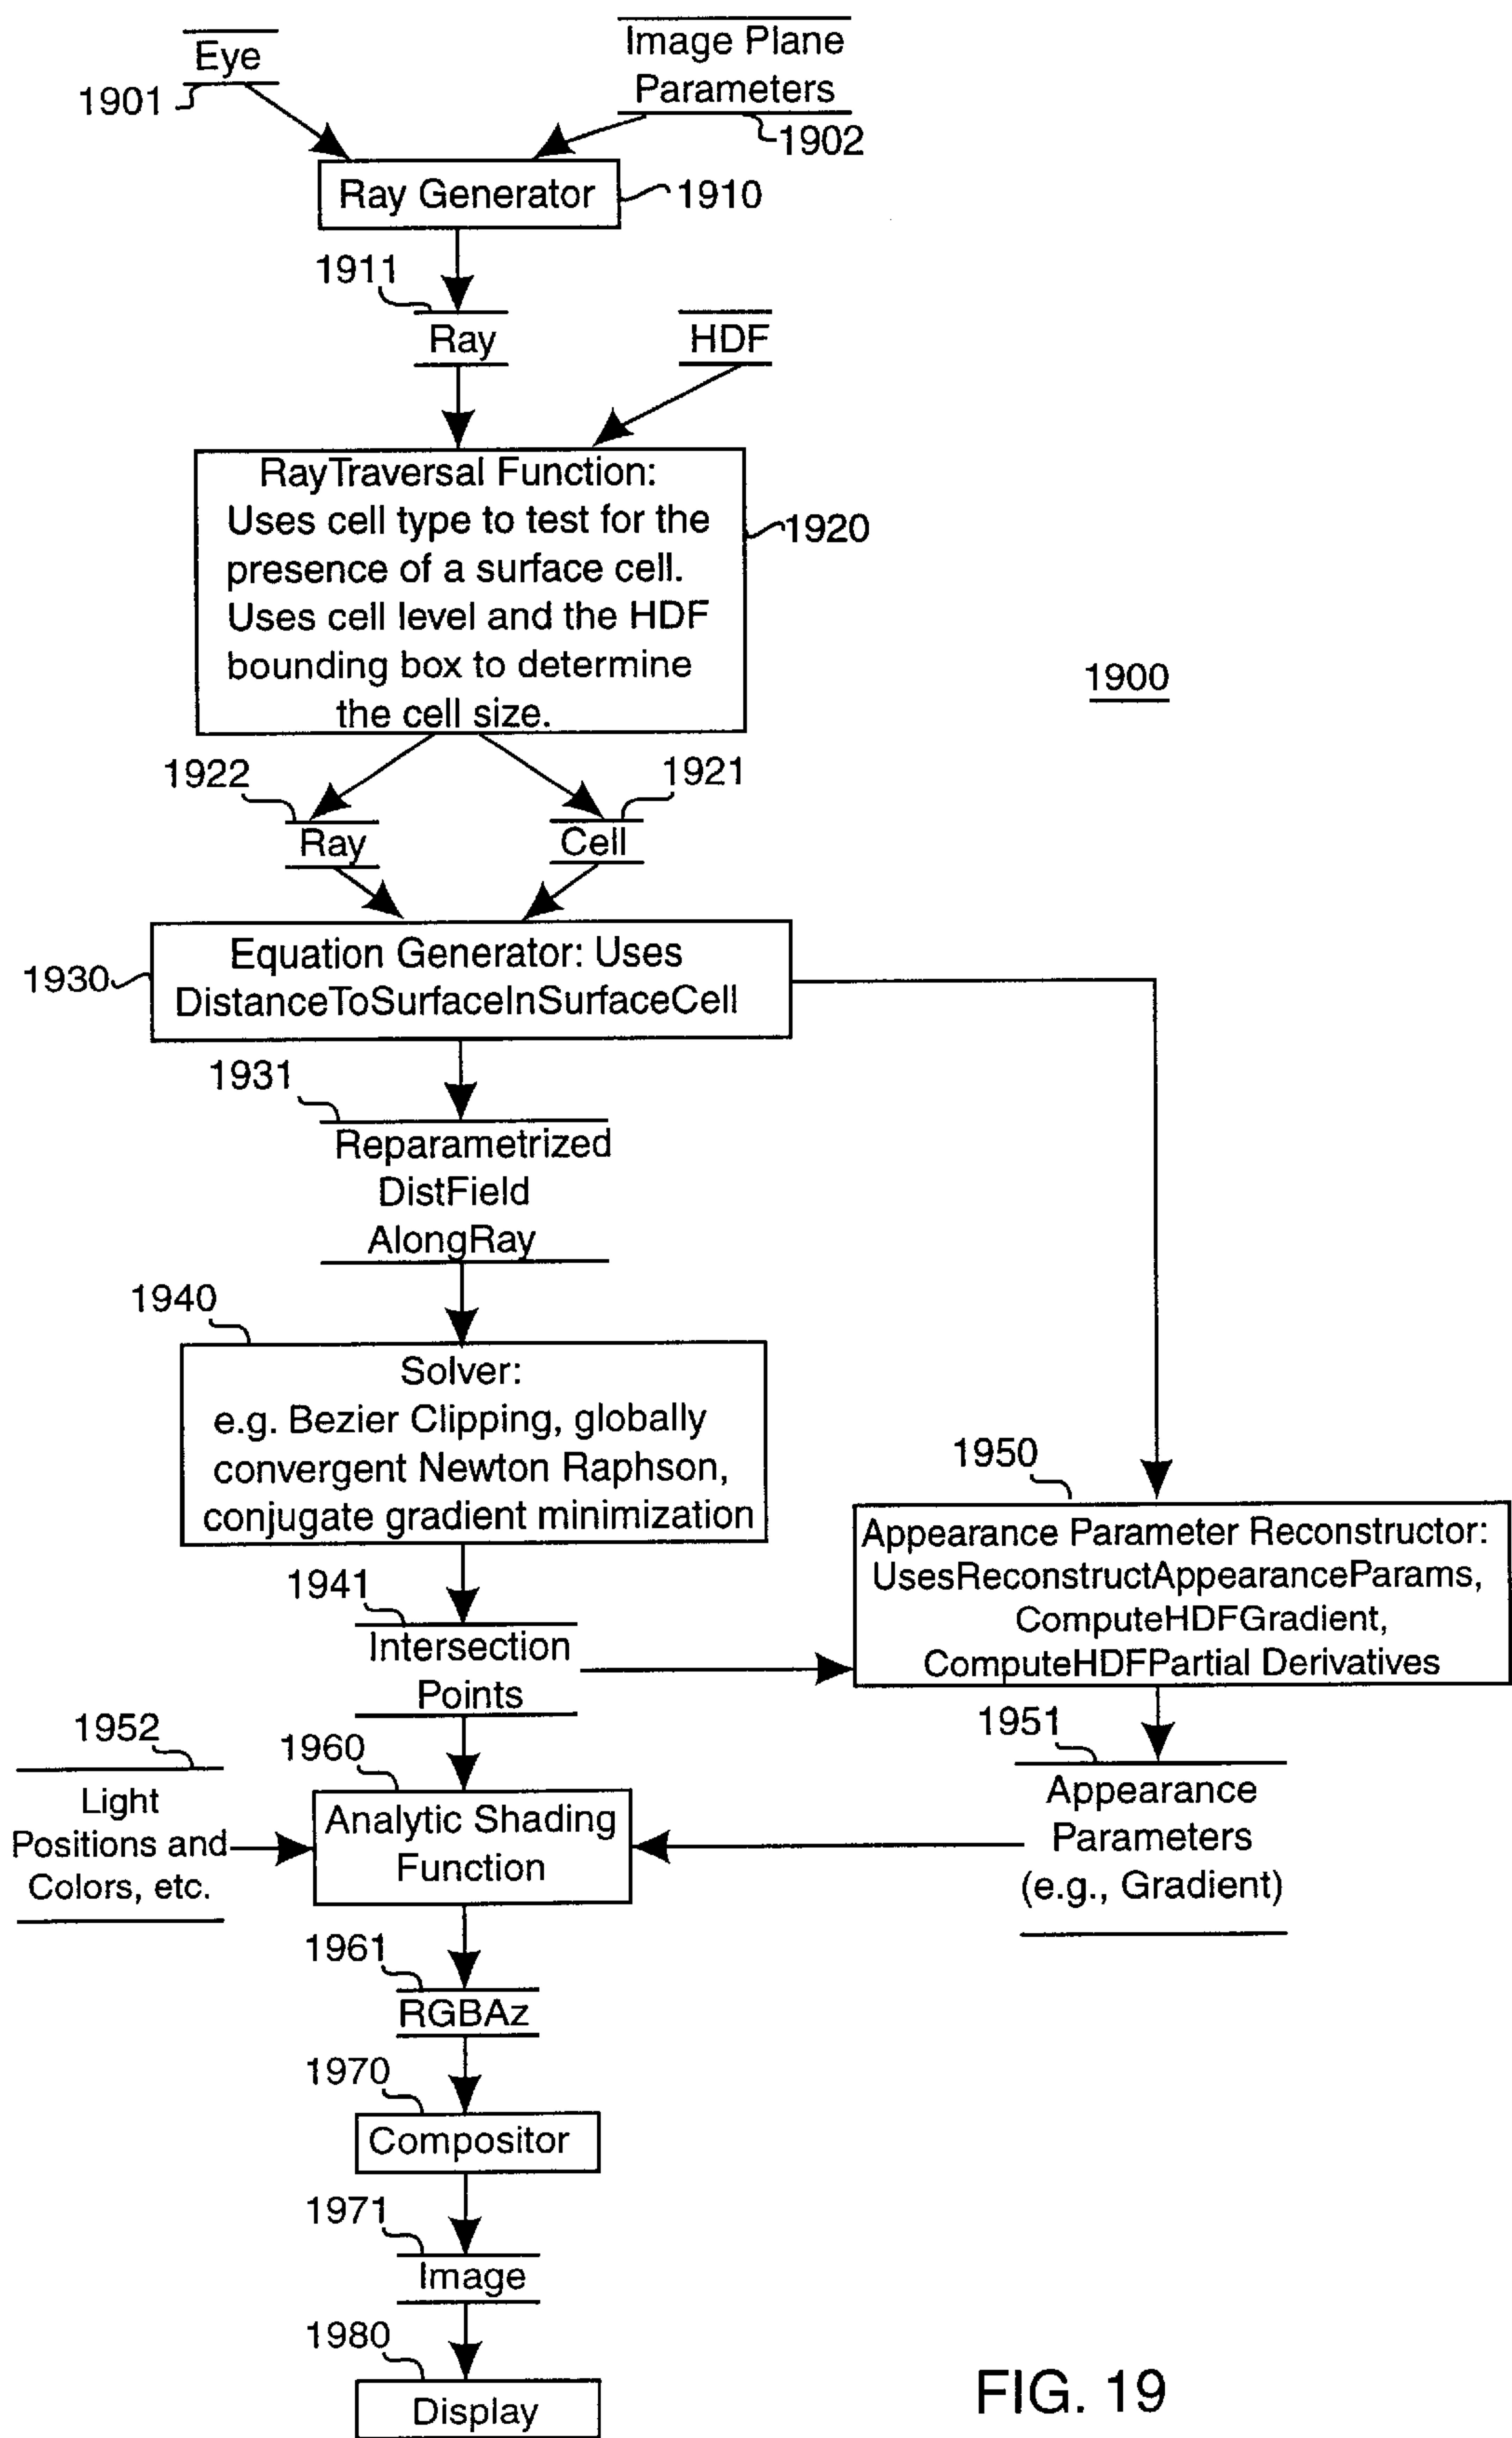 Eye
1901
Image Plane
Parameters
1902
Ray Generator
1910
1911
Ray
HDF
RayTraversal Function:
Uses cell type to test for the
presence of a surface cell.
Uses cell level and the HDF
bounding box to determine
the cell size.
1920
1900
1922
Ray
1921
Cell
1930
Equation Generator: Uses
DistanceToSurfaceInSurfaceCell
1931
Reparametrized
DistField
AlongRay
1940
Solver:
e.g. Bezier Clipping, globally
convergent Newton Raphson,
conjugate gradient minimization
1950
Appearance Parameter Reconstructor:
UsesReconstructAppearanceParams,
ComputeHDFGradient,
ComputeHDFPartial Derivatives
1941
Intersection
Points
1952
Light
Positions and
Colors, etc.
1960
Analytic Shading
Function
1951
Appearance
Parameters
(e.g., Gradient)
1961
RGBAz
1970
Compositor
1971
Image
1980
Display
FIG. 19